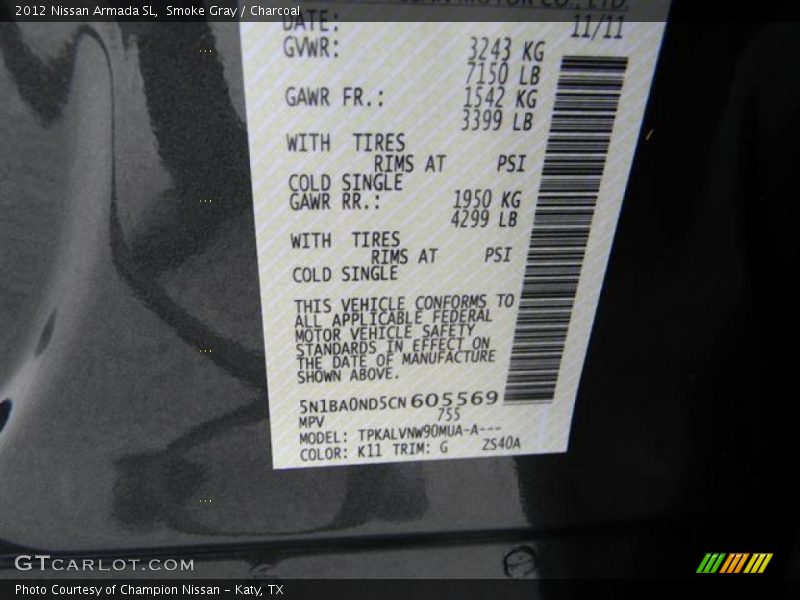 2012 Nissan Armada SL, Smoke Gray / Charcoal
MOTOR CO., LTD.
DATE: 11/11
GVWR: 3243 KG
7150 LB
GAWR FR.: 1542 KG
3399 LB
WITH TIRES
RIMS AT PSI
COLD SINGLE
GAWR RR.: 1950 KG
4299 LB
WITH TIRES
RIMS AT PSI
COLD SINGLE
THIS VEHICLE CONFORMS TO
ALL APPLICABLE FEDERAL
MOTOR VEHICLE SAFETY
STANDARDS IN EFFECT ON
THE DATE OF MANUFACTURE
SHOWN ABOVE.
5N1BA0ND5CN605569
MPV 755
MODEL: TPKALVNW90MUA-A---
COLOR: K11 TRIM: G ZS40A
GTCARLOT.COM
Photo Courtesy of Champion Nissan - Katy, TX